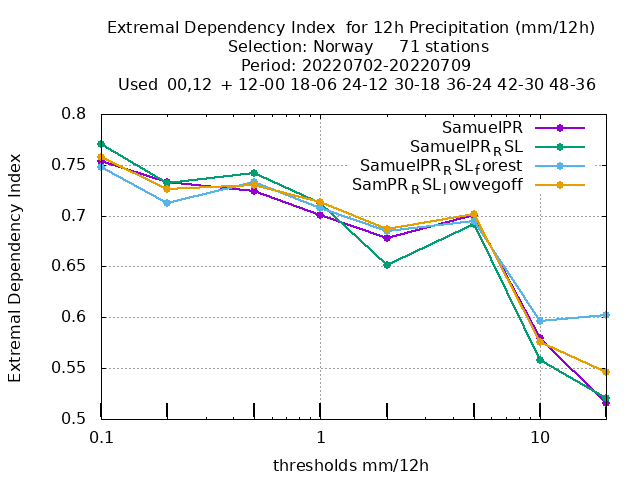 Extremal Dependency Index  for 12h Precipitation (mm/12h)
Selection: Norway     71 stations
Period: 20220702-20220709
Used  00,12  + 12-00 18-06 24-12 30-18 36-24 42-30 48-36
SamuelPR
SamuelPR_RSL
SamuelPR_RSL_forest
SamPR_RSL_lowvegoff
Extremal Dependency Index
0.8
0.75
0.7
0.65
0.6
0.55
0.5
0.1 1 10
thresholds mm/12h